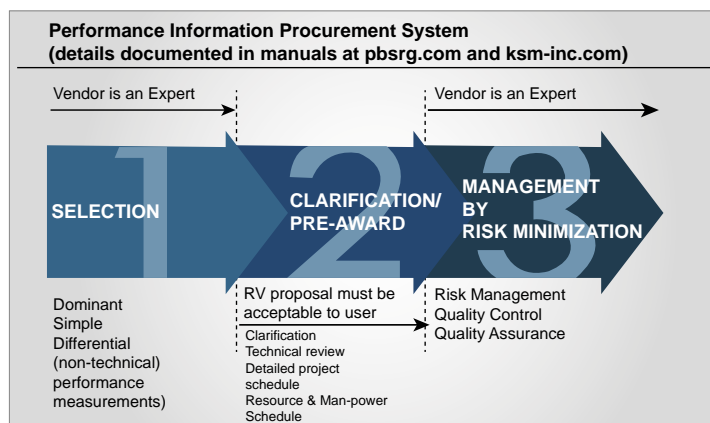 Performance Information Procurement System
(details documented in manuals at pbsrg.com and ksm-inc.com)
Vendor is an Expert
Vendor is an Expert
1
2
3
SELECTION
CLARIFICATION/
PRE-AWARD
MANAGEMENT
BY
RISK MINIMIZATION
Dominant
Simple
Differential
(non-technical)
performance
measurements)
RV proposal must be
acceptable to user
Clarification
Technical review
Detailed project
schedule
Resource & Man-power
Schedule
Risk Management
Quality Control
Quality Assurance